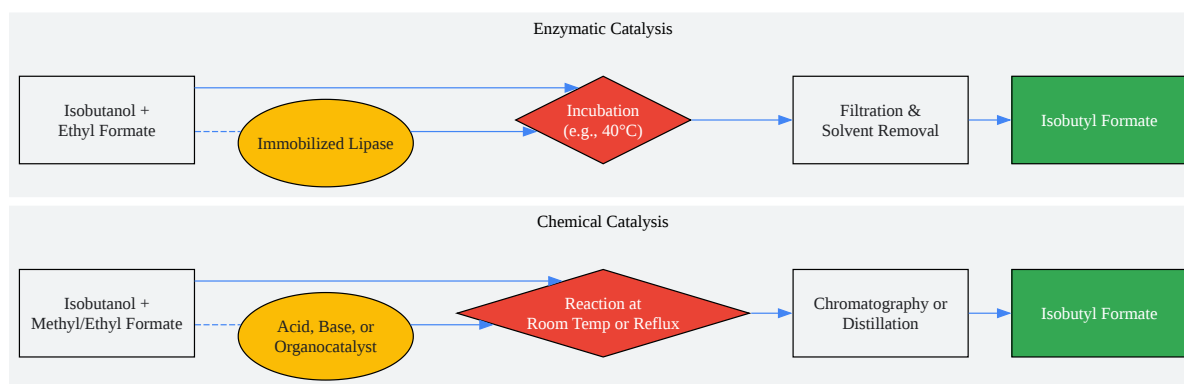 Enzymatic Catalysis
Isobutanol +
Ethyl Formate
Immobilized Lipase
Incubation
(e.g., 40°C)
Filtration &
Solvent Removal
Isobutyl Formate
Chemical Catalysis
Isobutanol +
Methyl/Ethyl Formate
Acid, Base, or
Organocatalyst
Reaction at
Room Temp or Reflux
Chromatography or
Distillation
Isobutyl Formate